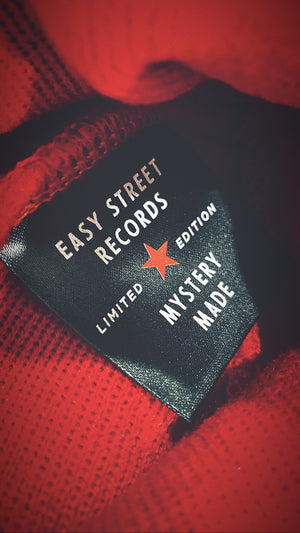 EASY STREET
RECORDS
LIMITED EDITION
MYSTERY
MADE